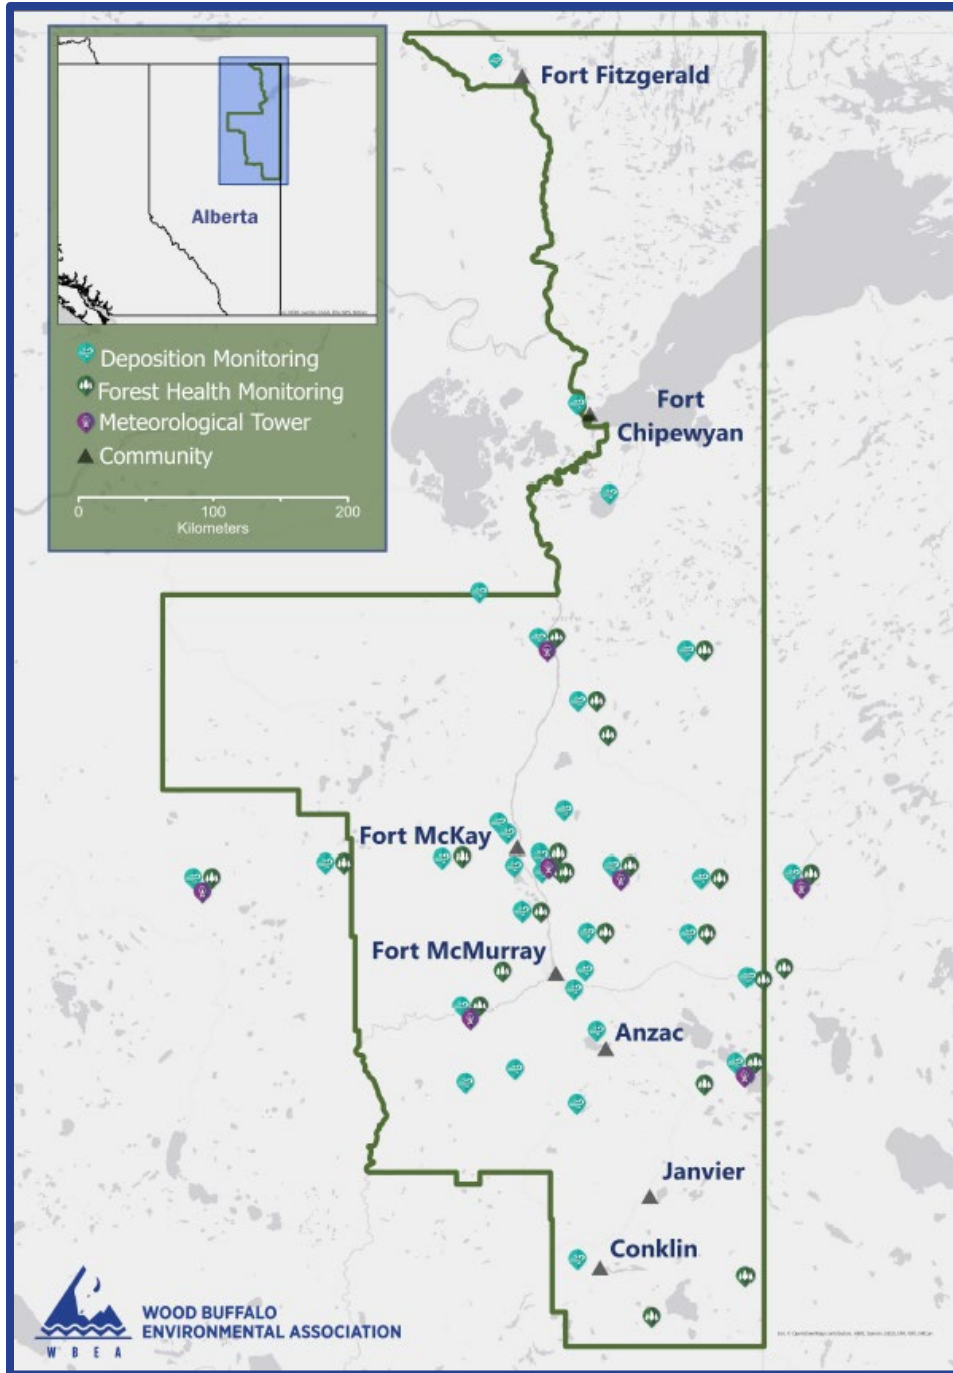 Alberta
Deposition Monitoring
Forest Health Monitoring
Meteorological Tower
Community
0 100 200
Kilometers
Fort Fitzgerald
Fort
Chipewyan
Fort McKay
Fort McMurray
Anzac
Janvier
Conklin
WOOD BUFFALO
ENVIRONMENTAL ASSOCIATION
WBEA